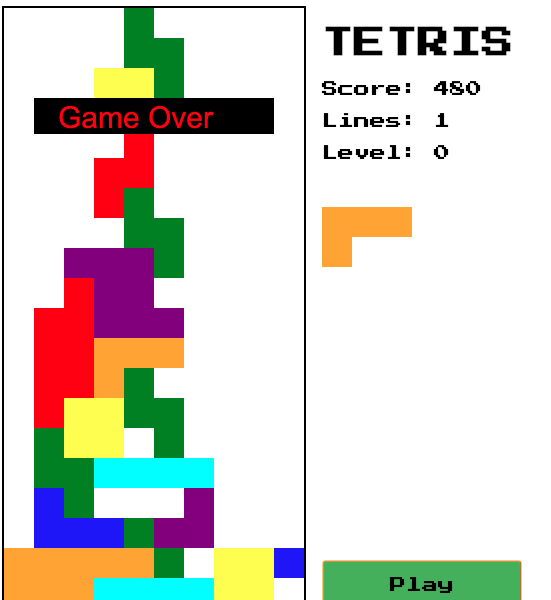 TETRIS
Score: 480
Game Over
Lines: 1
Level: 0
Play